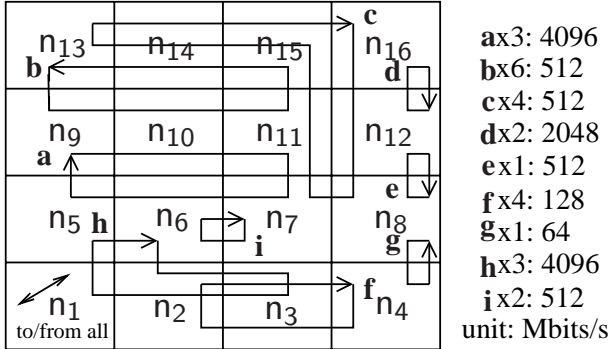 n13 n14 n15 n16
c
b
d
n9 n10 n11 n12
a
e
n5 n6 n7 n8
h
i
g
n1 n2 n3 n4
f
to/from all
ax3: 4096
bx6: 512
cx4: 512
dx2: 2048
ex1: 512
fx4: 128
gx1: 64
hx3: 4096
ix2: 512
unit: Mbits/s